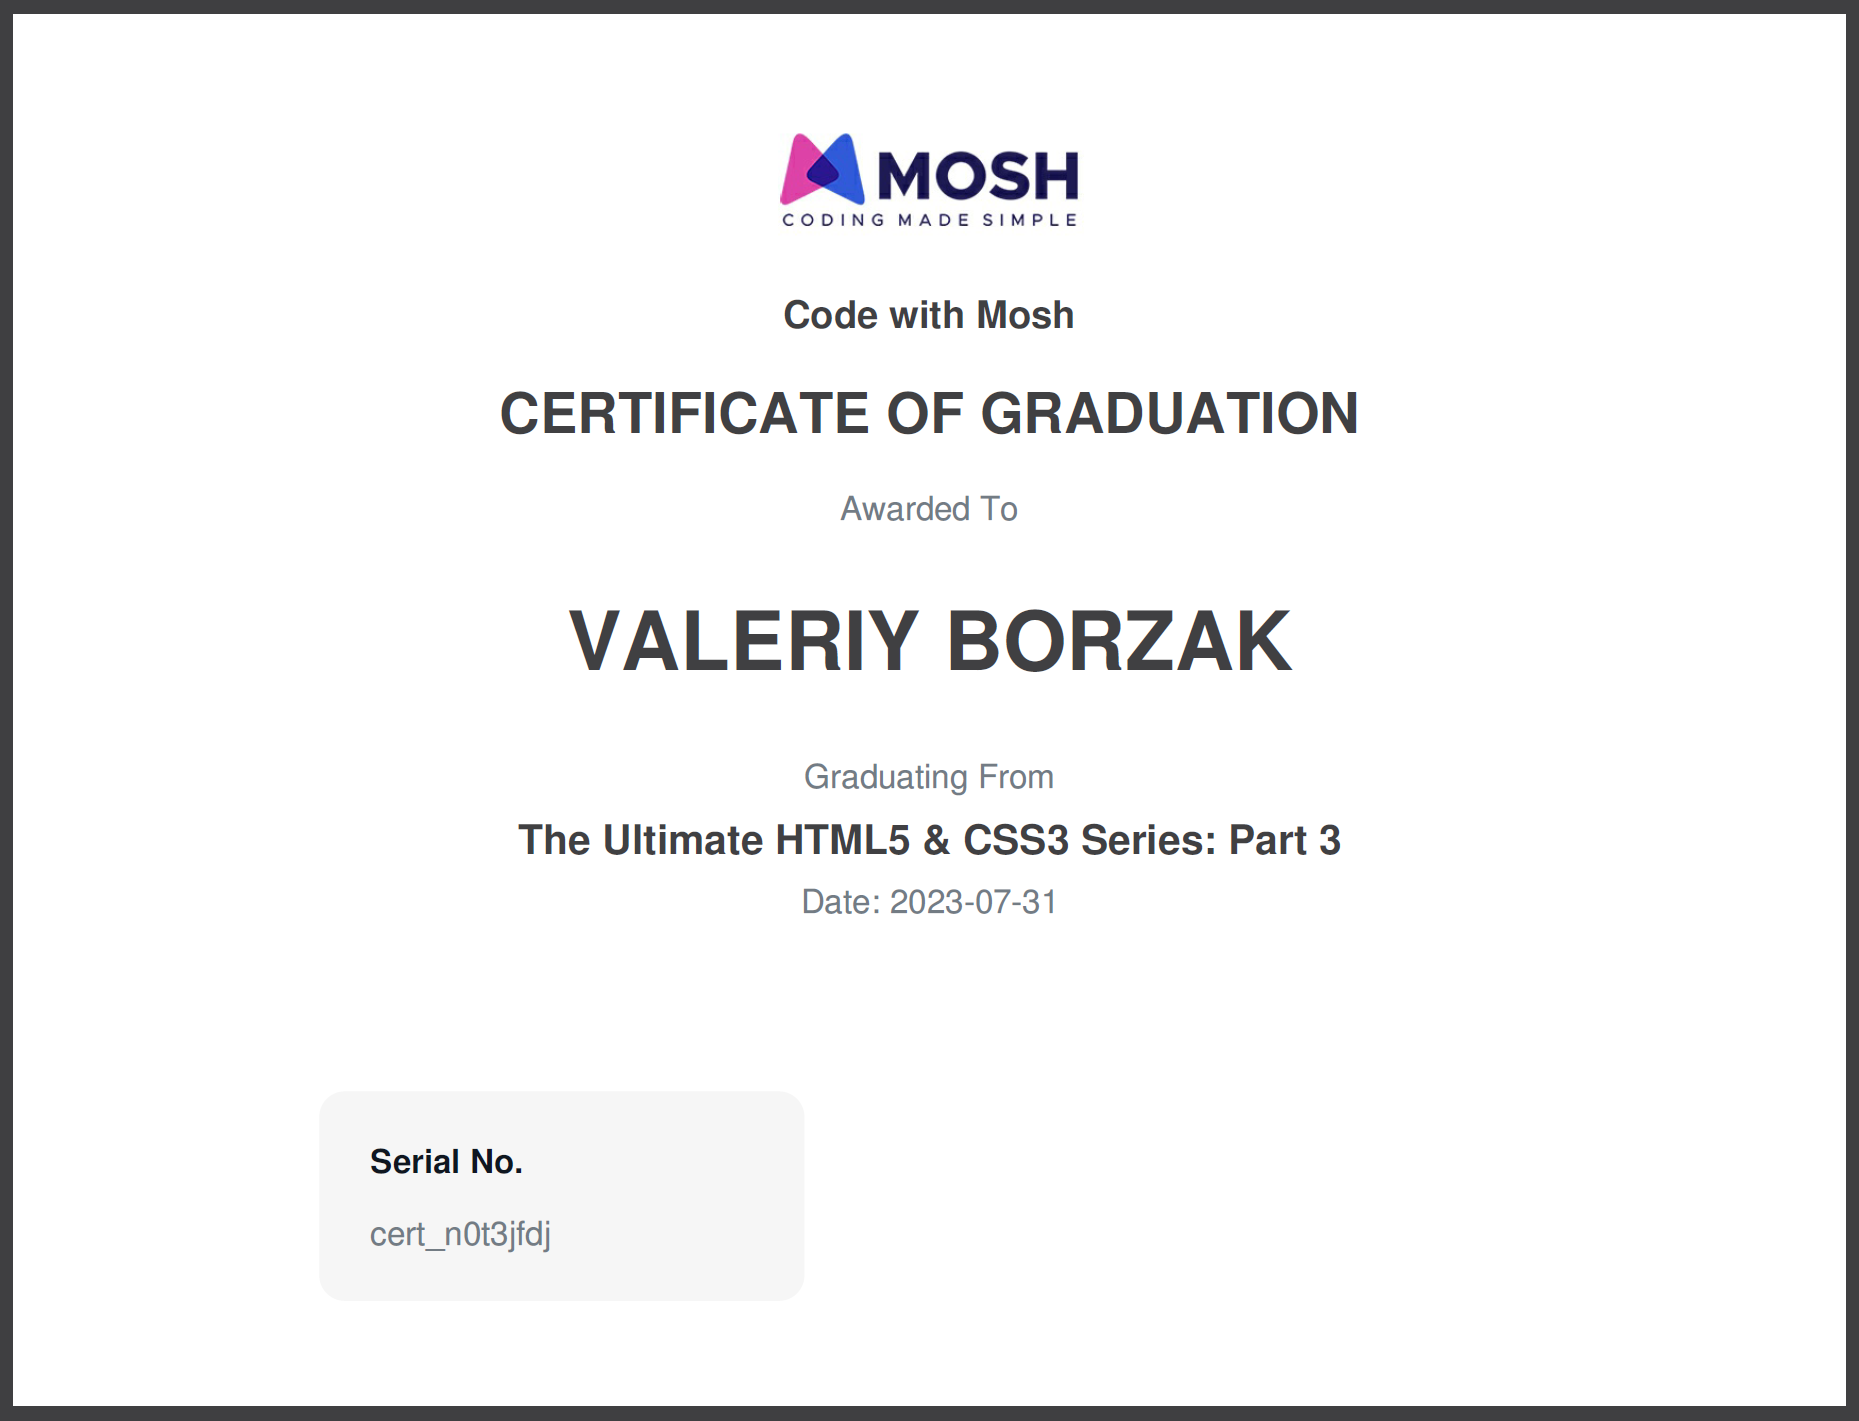 MOSH
CODING MADE SIMPLE
Code with Mosh
CERTIFICATE OF GRADUATION
Awarded To
VALERIY BORZAK
Graduating From
The Ultimate HTML5 & CSS3 Series: Part 3
Date: 2023-07-31
Serial No.
cert_n0t3jfdj